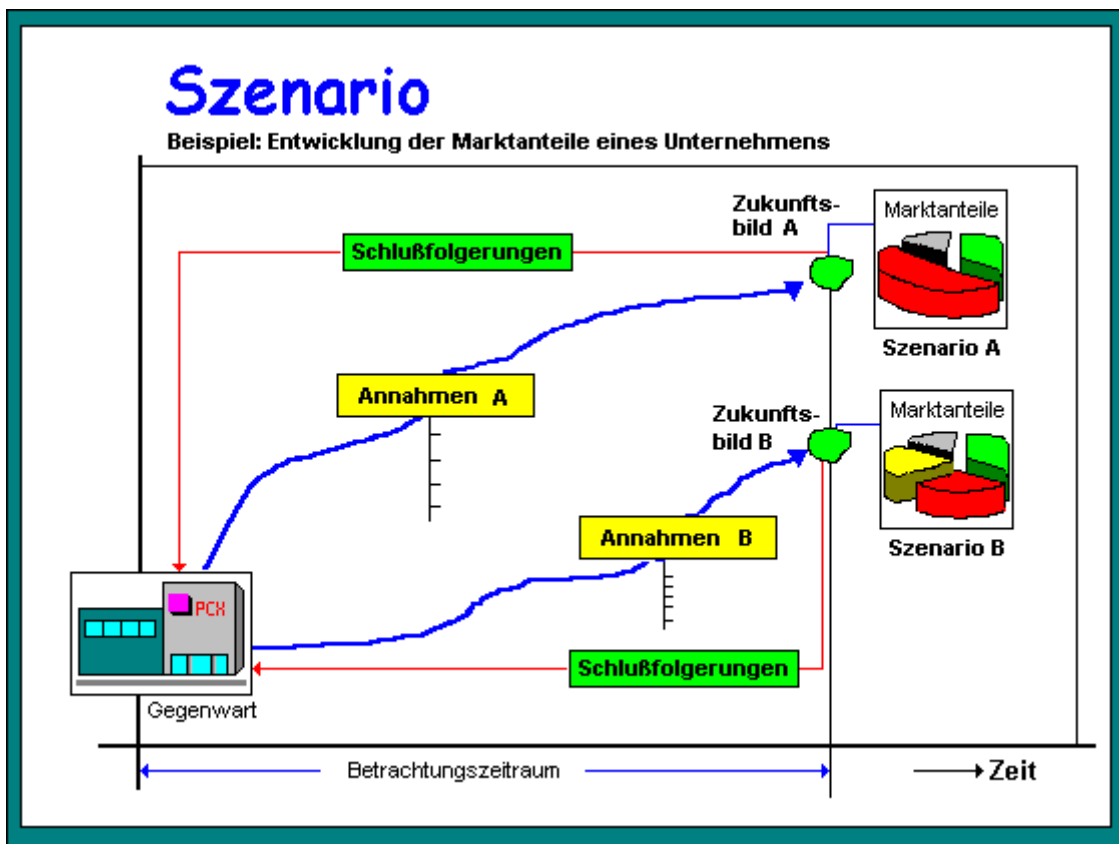 Szenario
Beispiel: Entwicklung der Marktanteile eines Unternehmens
Zukunfts-
bild A
Marktanteile
Schlußfolgerungen
Szenario A
Annahmen A
Zukunfts-
bild B
Marktanteile
Annahmen B
Szenario B
PCX
Schlußfolgerungen
Gegenwart
Betrachtungszeitraum
Zeit